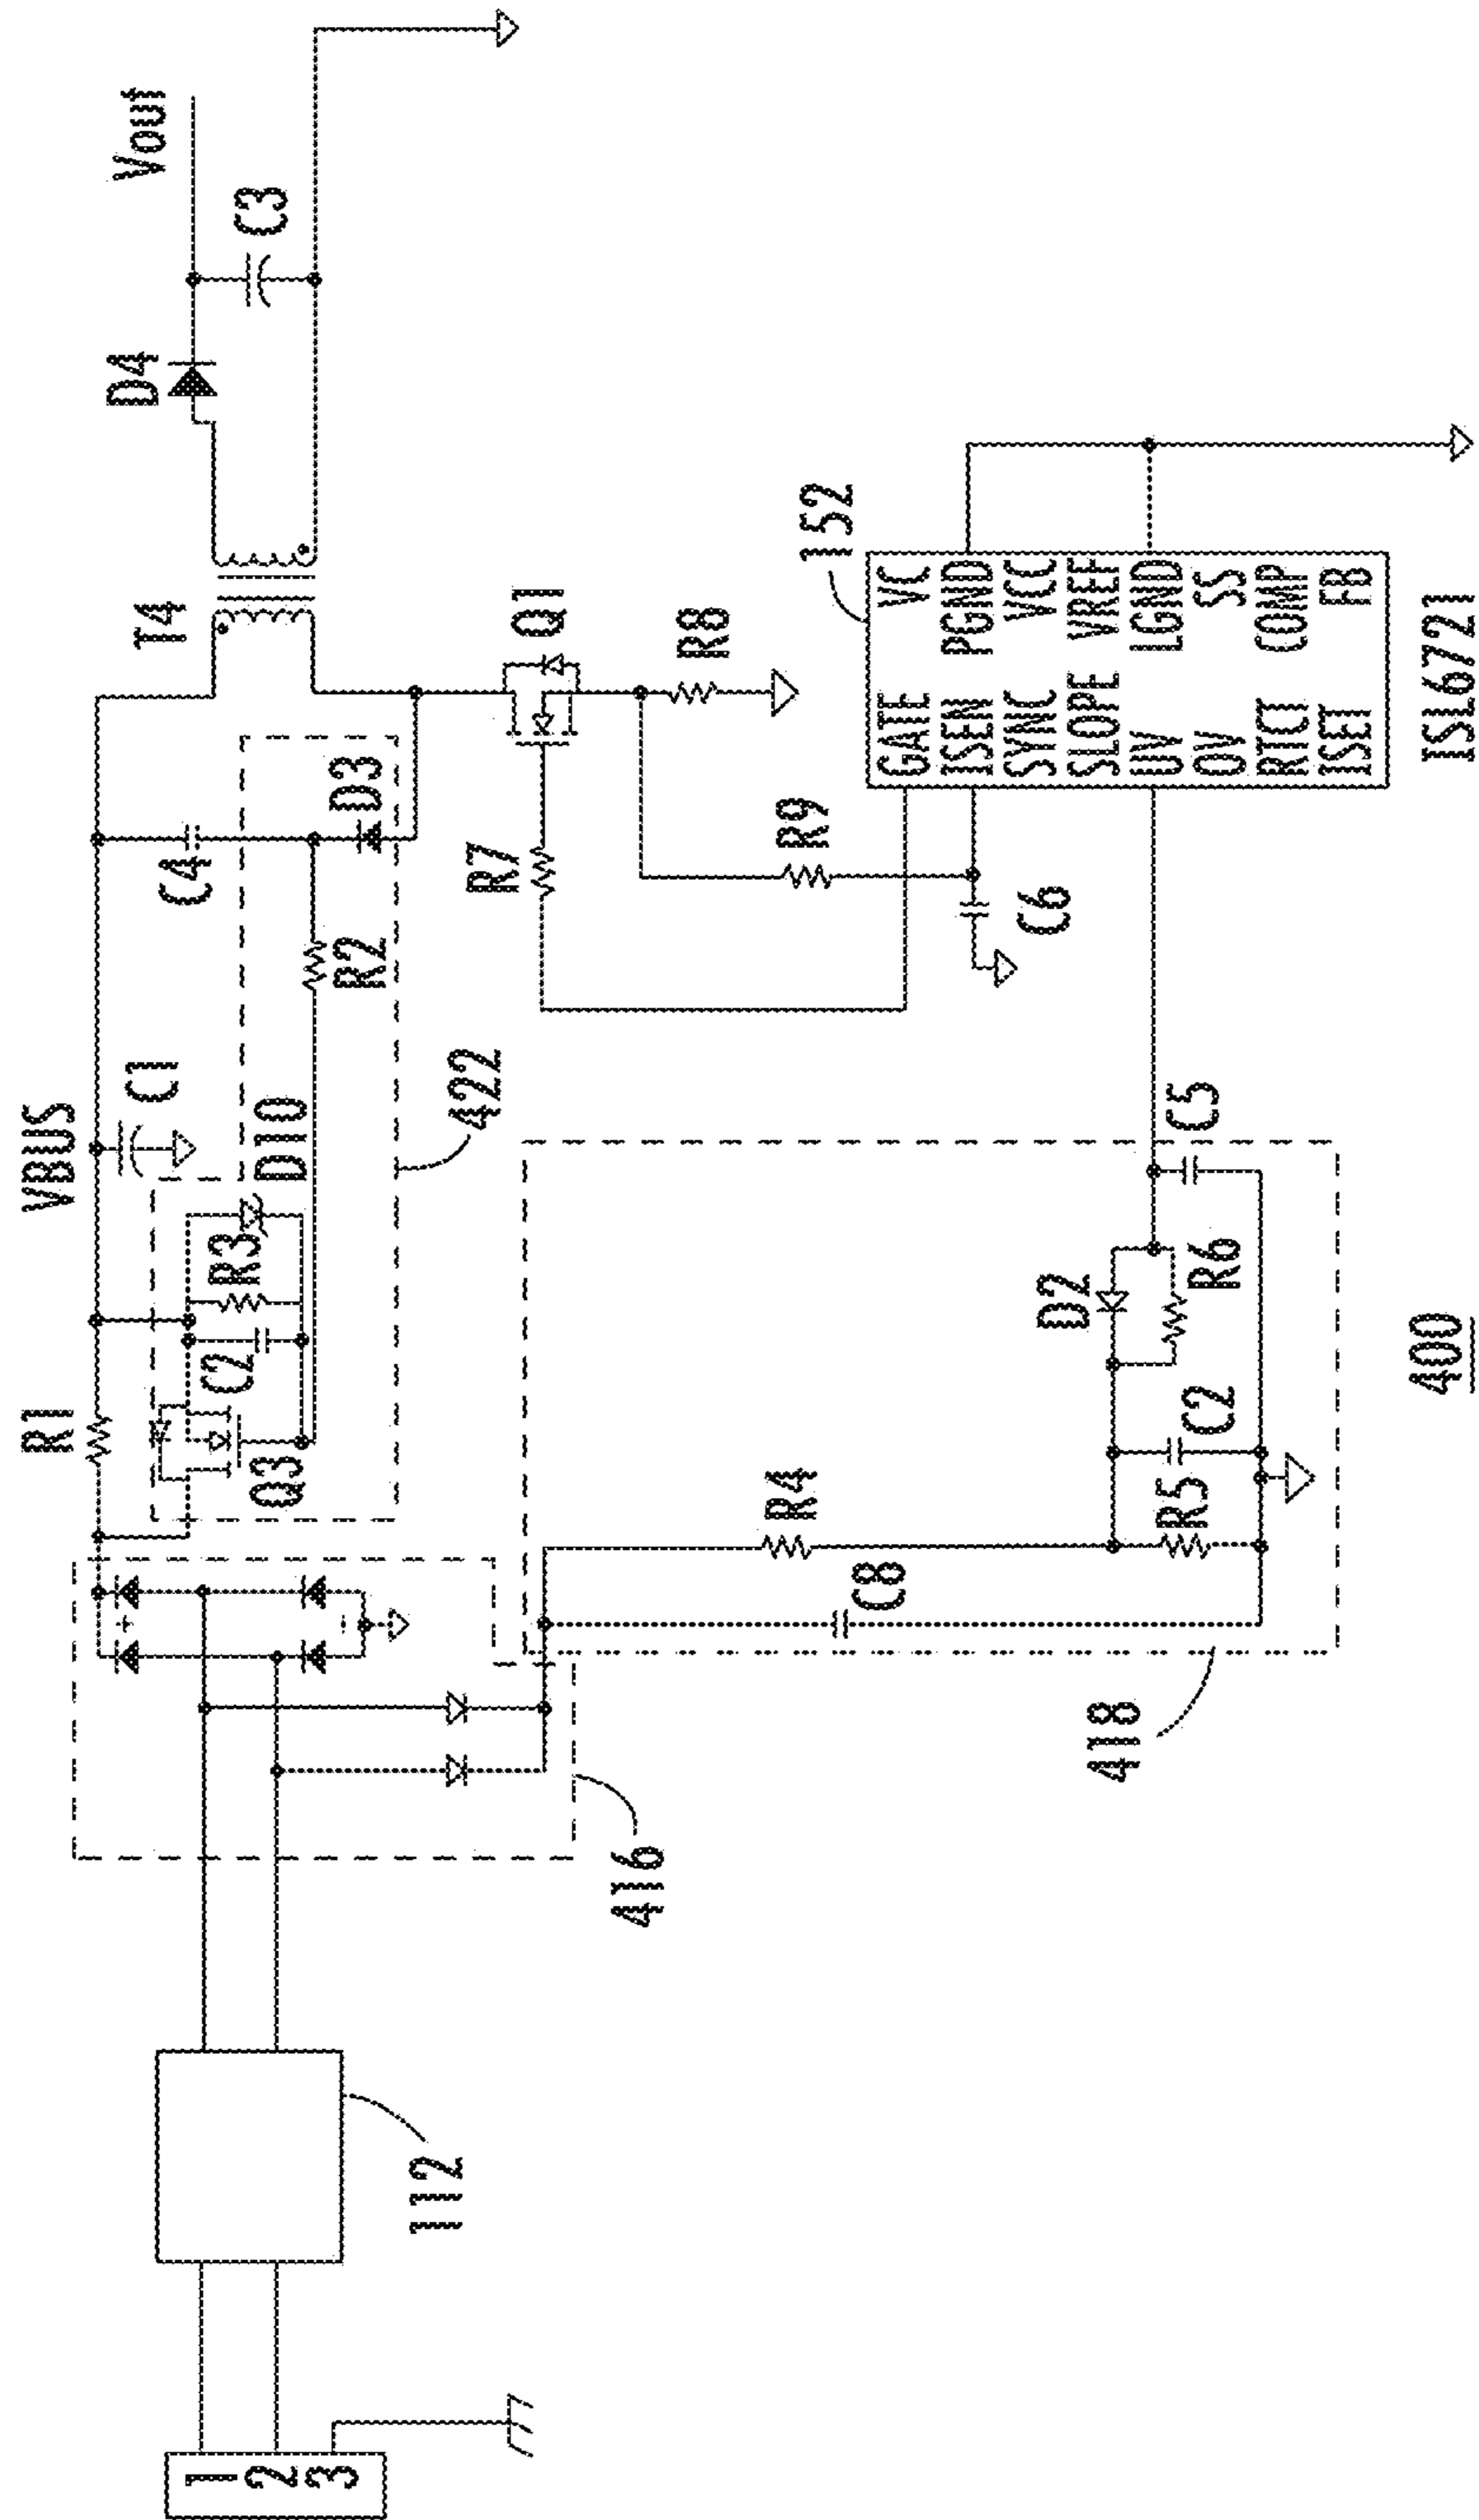 1
2
3
112
416
418
R1
VBUS
C1
C2
R3
D10
Q3
422
C4
R2
D3
T4
D4
C3
Vout
R7
Q1
R8
R9
C6
152
GATE VC
ISEN PGND
SYNC VCC
SLOPE VREF
UV LGND
OV SS
RTCT COMP
ISET FB
ISL6721
C8
R4
R5
C2
D2
R6
C5
400